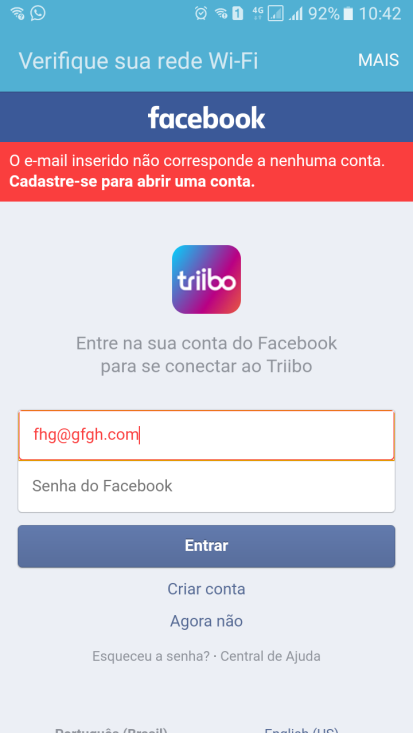 4G 92% 10:42
Verifique sua rede Wi-Fi MAIS
facebook
O e-mail inserido não corresponde a nenhuma conta.
Cadastre-se para abrir uma conta.
triibo
Entre na sua conta do Facebook
para se conectar ao Triibo
fhg@gfgh.com
Senha do Facebook
Entrar
Criar conta
Agora não
Esqueceu a senha? · Central de Ajuda
Português (Brasil) English (US)